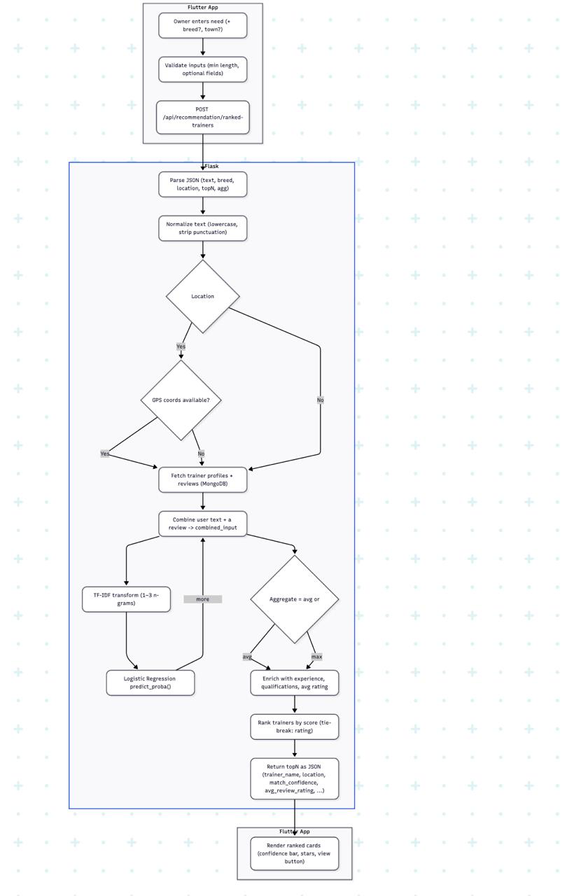 Flutter App
Owner enters need (+
breed?, town?)
Validate inputs (min length,
optional fields)
POST
/api/recommendation/ranked-
trainers
Flask
Parse JSON (text, breed,
location, topN, agg)
Normalize text (lowercase,
strip punctuation)
Location
Yes
GPS coords available?
No
Yes
No
Fetch trainer profiles +
reviews (MongoDB)
Combine user text + a
review -> combined_input
TF-IDF transform (1-3 n-
grams)
more
Aggregate = avg or
avg
max
Logistic Regression
predict_proba()
Enrich with experience,
qualifications, avg rating
Rank trainers by score (tie-
break: rating)
Return topN as JSON
(trainer_name, location,
match_confidence,
avg_review_rating, ...)
Flutter App
Render ranked cards
(confidence bar, stars, view
button)